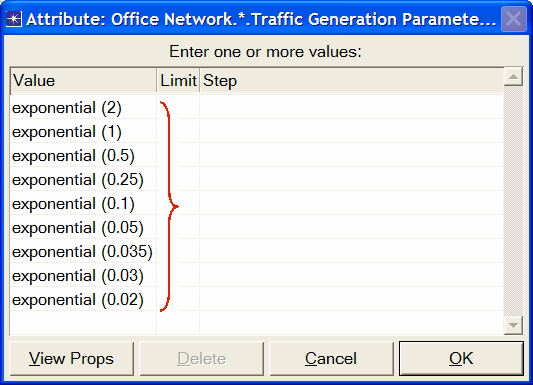 Attribute: Office Network.*.Traffic Generation Paramete...
Enter one or more values:
Value Limit Step
exponential (2)
exponential (1)
exponential (0.5)
exponential (0.25)
exponential (0.1)
exponential (0.05)
exponential (0.035)
exponential (0.03)
exponential (0.02)
View Props Delete Cancel OK